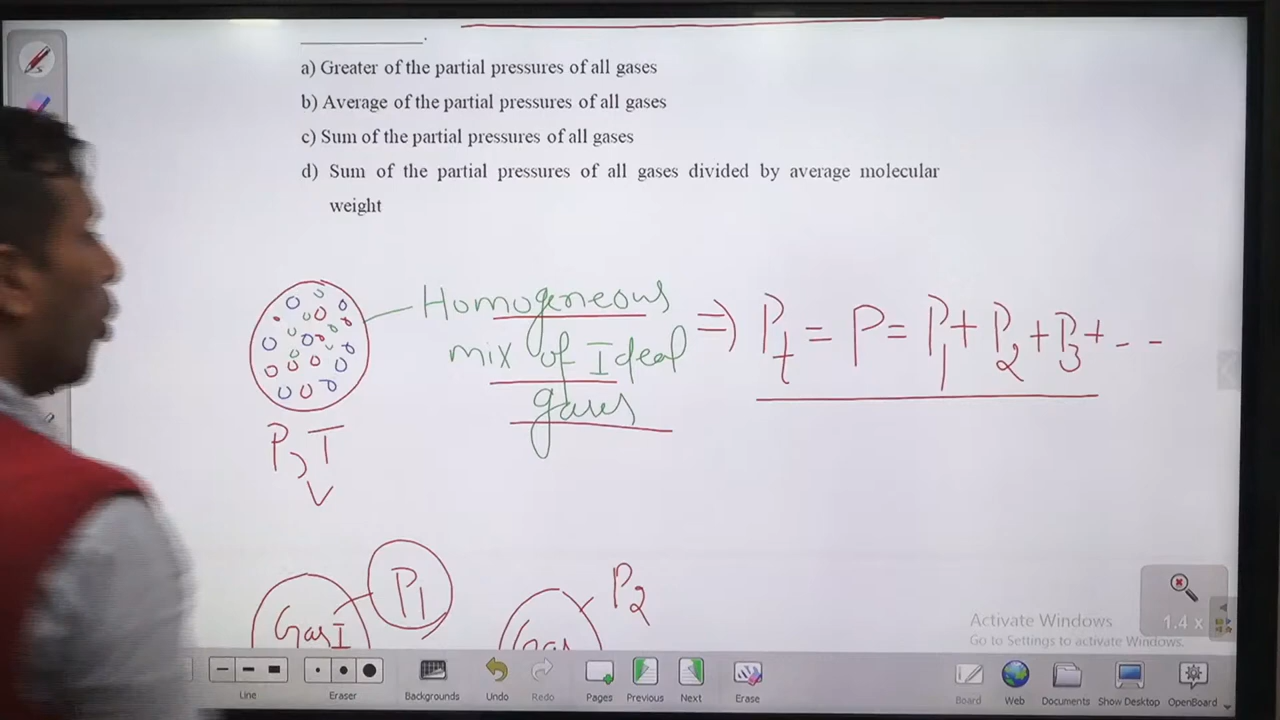 ____________.
a) Greater of the partial pressures of all gases
b) Average of the partial pressures of all gases
c) Sum of the partial pressures of all gases
d) Sum of the partial pressures of all gases divided by average molecular
weight
Homogeneous
mix of Ideal
gases
⇒ Pt = P = P1 + P2 + P3 + - - -
P, T
V
Gas I
P1
Gas
P2
1.4 x
Activate Windows
Go to Settings to activate Windows.
Line
Eraser
Backgrounds
Undo
Redo
Pages
Previous
Next
Erase
Board
Web
Documents
Show Desktop
OpenBoard